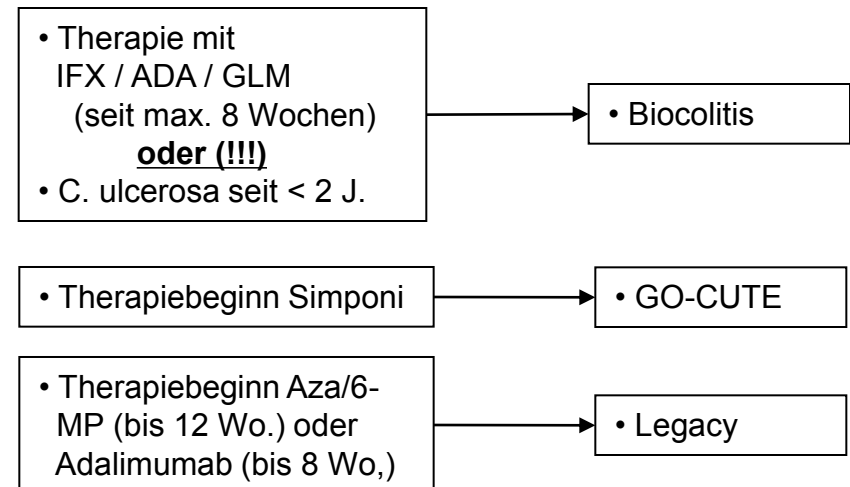 • Therapie mit
IFX / ADA / GLM
(seit max. 8 Wochen)
oder (!!!)
• C. ulcerosa seit < 2 J.
• Biocolitis
• Therapiebeginn Simponi
• GO-CUTE
• Therapiebeginn Aza/6-
MP (bis 12 Wo.) oder
Adalimumab (bis 8 Wo,)
• Legacy